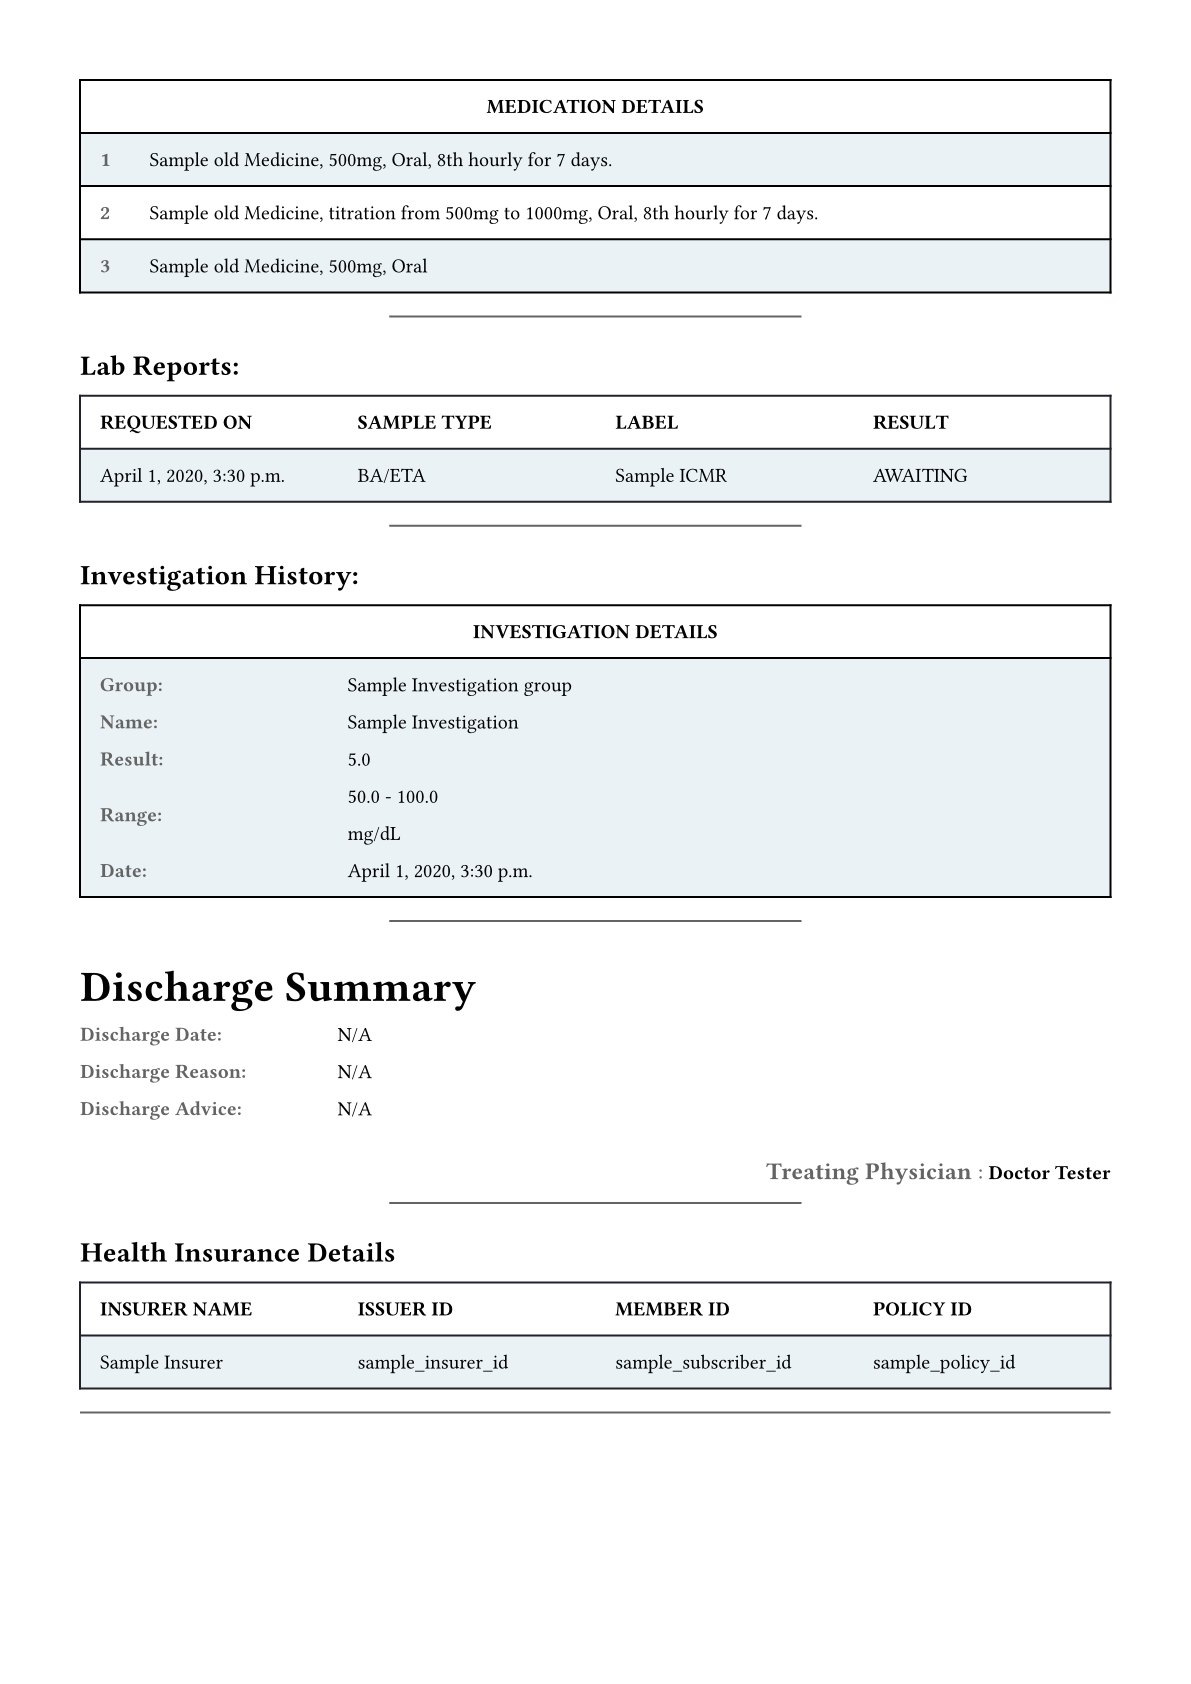 MEDICATION DETAILS
1 Sample old Medicine, 500mg, Oral, 8th hourly for 7 days.
2 Sample old Medicine, titration from 500mg to 1000mg, Oral, 8th hourly for 7 days.
3 Sample old Medicine, 500mg, Oral
Lab Reports:
REQUESTED ON SAMPLE TYPE LABEL RESULT
April 1, 2020, 3:30 p.m. BA/ETA Sample ICMR AWAITING
Investigation History:
INVESTIGATION DETAILS
Group: Sample Investigation group
Name: Sample Investigation
Result: 5.0
Range: 50.0 - 100.0
mg/dL
Date: April 1, 2020, 3:30 p.m.
Discharge Summary
Discharge Date: N/A
Discharge Reason: N/A
Discharge Advice: N/A
Treating Physician : Doctor Tester
Health Insurance Details
INSURER NAME ISSUER ID MEMBER ID POLICY ID
Sample Insurer sample_insurer_id sample_subscriber_id sample_policy_id